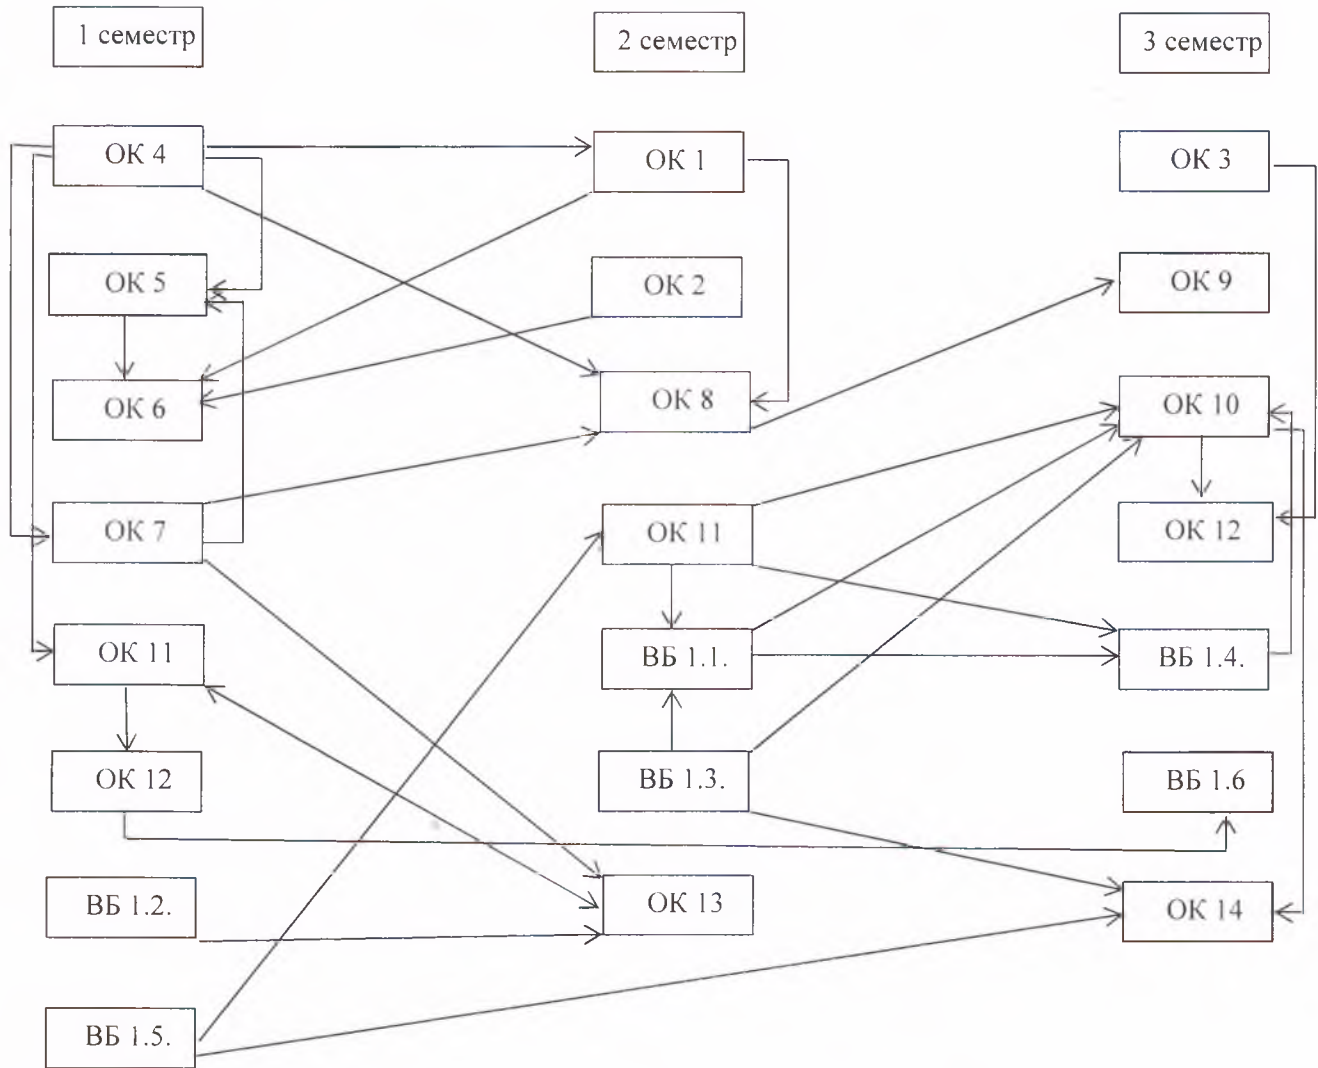 1 семестр
2 семестр
3 семестр
ОК 4
ОК 1
ОК 3
ОК 5
ОК 2
ОК 9
ОК 6
ОК 8
ОК 10
ОК 7
ОК 11
ОК 12
ОК 11
ВБ 1.1.
ВБ 1.4.
ОК 12
ВБ 1.3.
ВБ 1.6
ВБ 1.2.
ОК 13
ОК 14
ВБ 1.5.